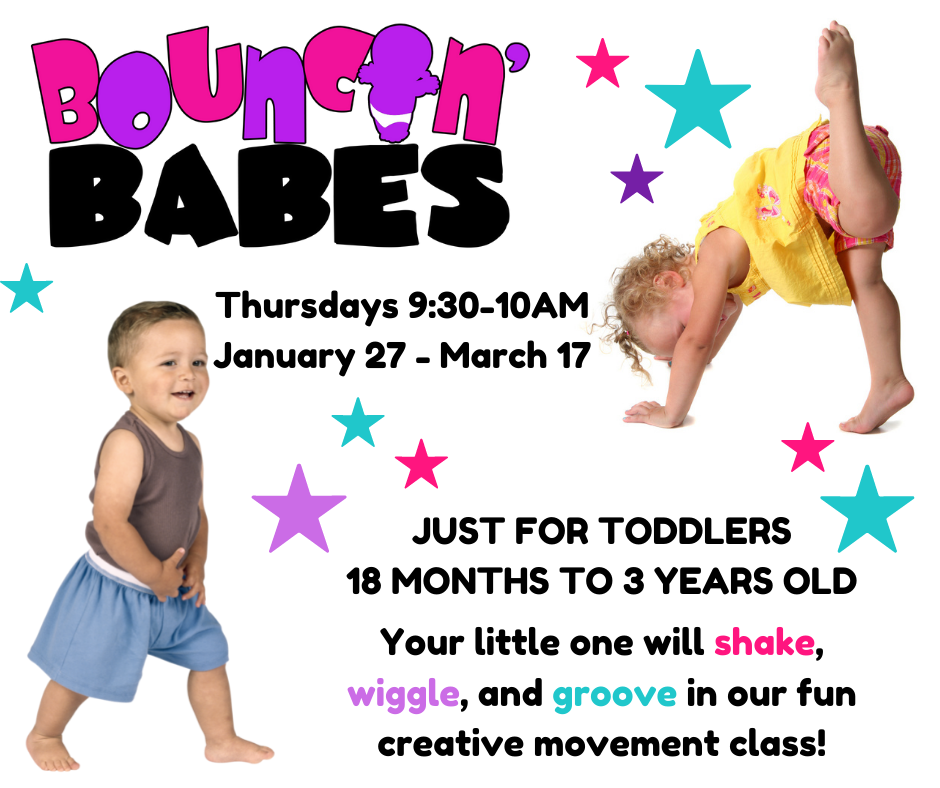 BOUNCIN'
BABES
Thursdays 9:30-10AM
January 27 - March 17
JUST FOR TODDLERS
18 MONTHS TO 3 YEARS OLD
Your little one will shake,
wiggle, and groove in our fun
creative movement class!